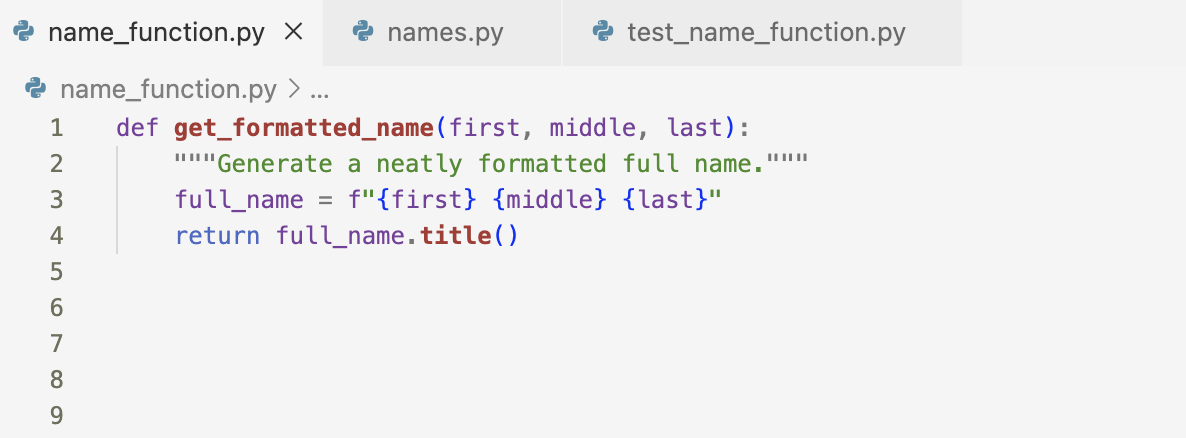 name_function.py × names.py test_name_function.py
name_function.py > ...
1 def get_formatted_name(first, middle, last):
2     """Generate a neatly formatted full name."""
3     full_name = f"{first} {middle} {last}"
4     return full_name.title()
5
6
7
8
9